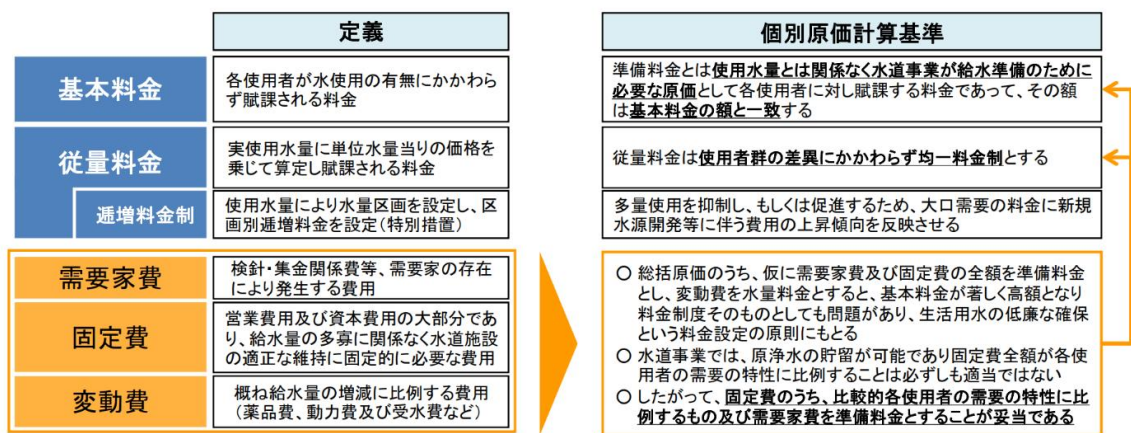 定義
個別原価計算基準
基本料金
各使用者が水使用の有無にかかわら
ず賦課される料金
準備料金とは使用水量とは関係なく水道事業が給水準備のために
必要な原価として各使用者に対し賦課する料金であって、その額
は基本料金の額と一致する
従量料金
実使用水量に単位水量当りの価格を
乗じて算定し賦課される料金
従量料金は使用者群の差異にかかわらず均一料金制とする
逓増料金制
使用水量により水量区画を設定し、区
画別逓増料金を設定(特別措置)
多量使用を抑制し、もしくは促進するため、大口需要の料金に新規
水源開発等に伴う費用の上昇傾向を反映させる
需要家費
検針・集金関係費等、需要家の存在
により発生する費用
固定費
営業費用及び資本費用の大部分であ
り、給水量の多寡に関係なく水道施設
の適正な維持に固定的に必要な費用
変動費
概ね給水量の増減に比例する費用
(薬品費、動力費及び受水費など)
○ 総括原価のうち、仮に需要家費及び固定費の全額を準備料金
とし、変動費を水量料金とすると、基本料金が著しく高額となり
料金制度そのものとしても問題があり、生活用水の低廉な確保
という料金設定の原則にもとる
○ 水道事業では、原浄水の貯留が可能であり固定費全額が各使
用者の需要の特性に比例することは必ずしも適当ではない
○ したがって、固定費のうち、比較的各使用者の需要の特性に比
例するもの及び需要家費を準備料金とすることが妥当である